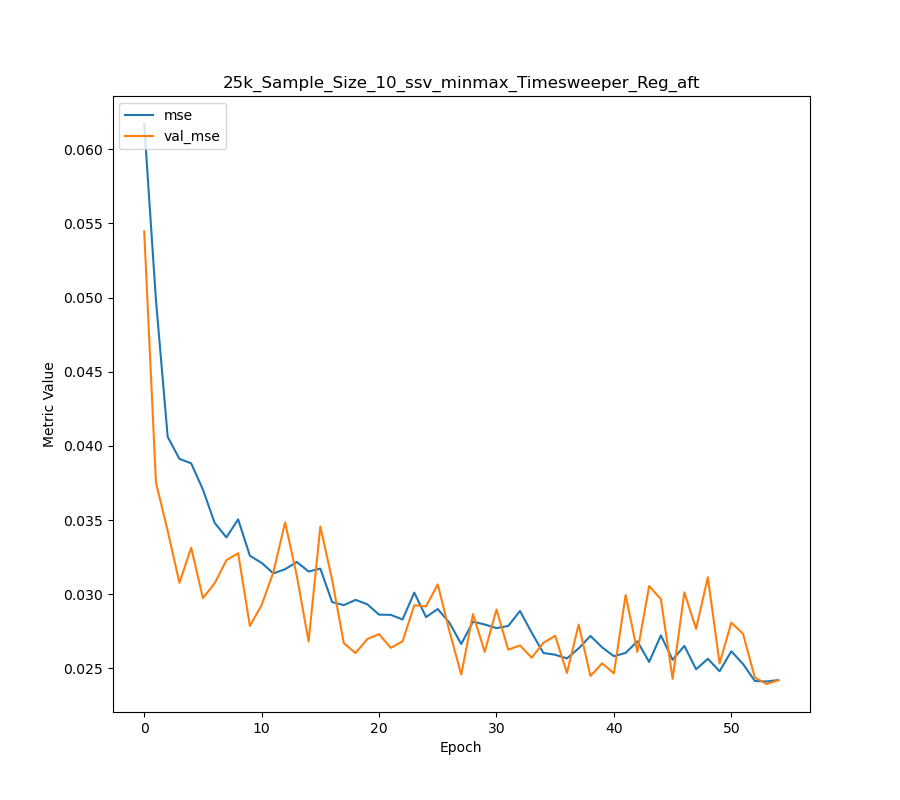 25k_Sample_Size_10_ssv_minmax_Timesweeper_Reg_aft
mse
val_mse
0.060
0.055
0.050
0.045
0.040
0.035
0.030
0.025
Metric Value
0 10 20 30 40 50
Epoch